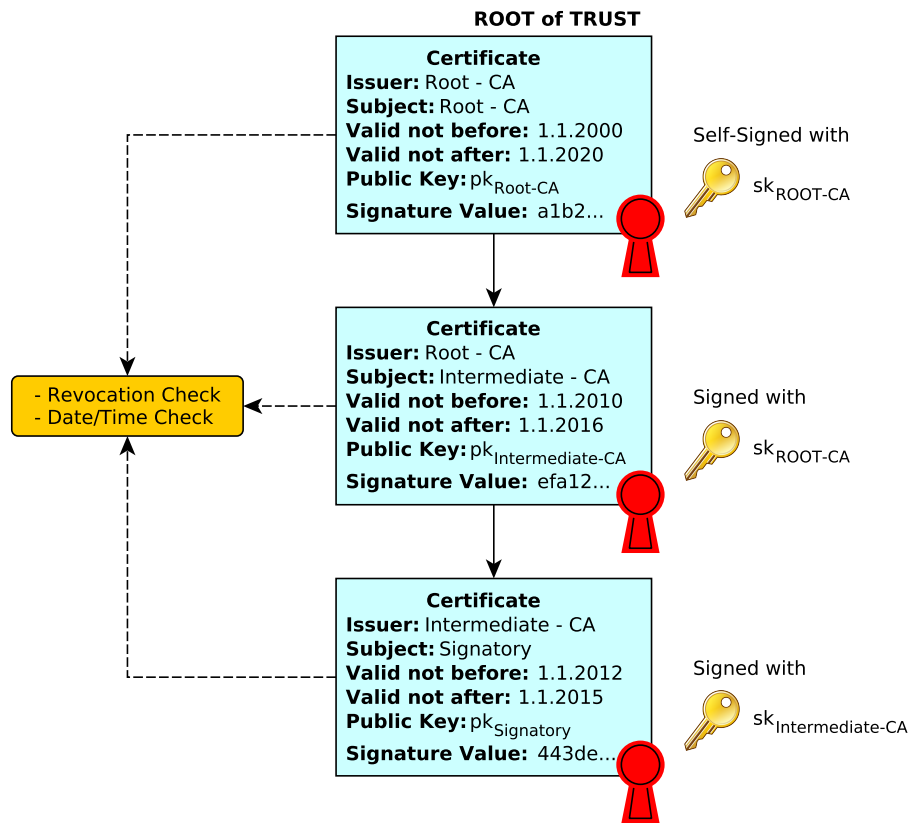 ROOT of TRUST
Certificate
Issuer: Root - CA
Subject: Root - CA
Valid not before: 1.1.2000
Valid not after: 1.1.2020
Public Key: pkRoot-CA
Signature Value: a1b2...
Self-Signed with
skROOT-CA
Certificate
Issuer: Root - CA
Subject: Intermediate - CA
Valid not before: 1.1.2010
Valid not after: 1.1.2016
Public Key: pkIntermediate-CA
Signature Value: efa12...
Signed with
skROOT-CA
- Revocation Check
- Date/Time Check
Certificate
Issuer: Intermediate - CA
Subject: Signatory
Valid not before: 1.1.2012
Valid not after: 1.1.2015
Public Key: pkSignatory
Signature Value: 443de...
Signed with
skIntermediate-CA